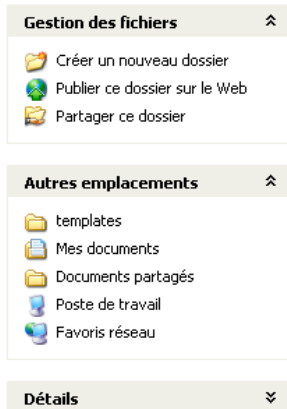 Gestion des fichiers
Créer un nouveau dossier
Publier ce dossier sur le Web
Partager ce dossier
Autres emplacements
templates
Mes documents
Documents partagés
Poste de travail
Favoris réseau
Détails